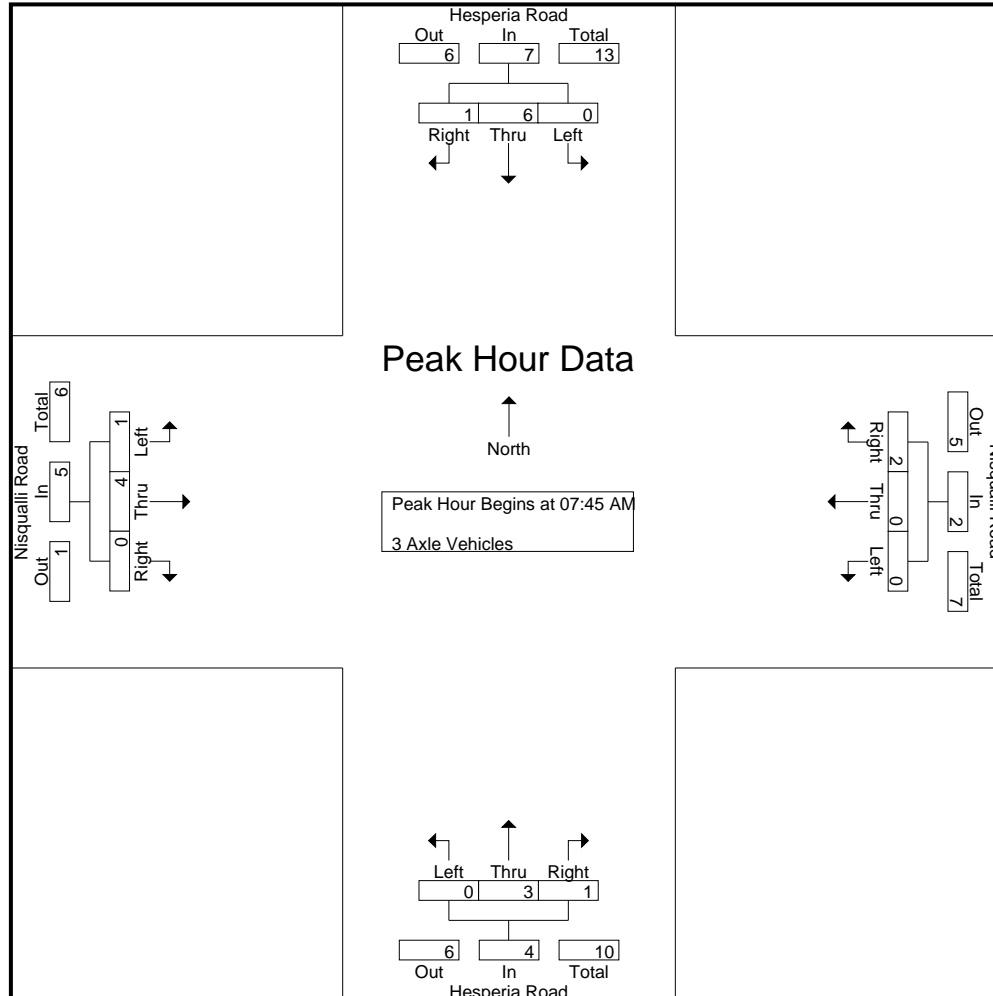 Hesperia Road
Out In Total
6 7 13
1 6 0
Right Thru Left
Peak Hour Data
North
Peak Hour Begins at 07:45 AM
3 Axle Vehicles
Nisqualli Road
Total In Out
6 5 1
1 4 0
Left Thru Right
Nisqualli Road
Out In Total
5 2 7
2 0 0
Right Thru Left
Left Thru Right
0 3 1
6 4 10
Out In Total
Hesperia Road